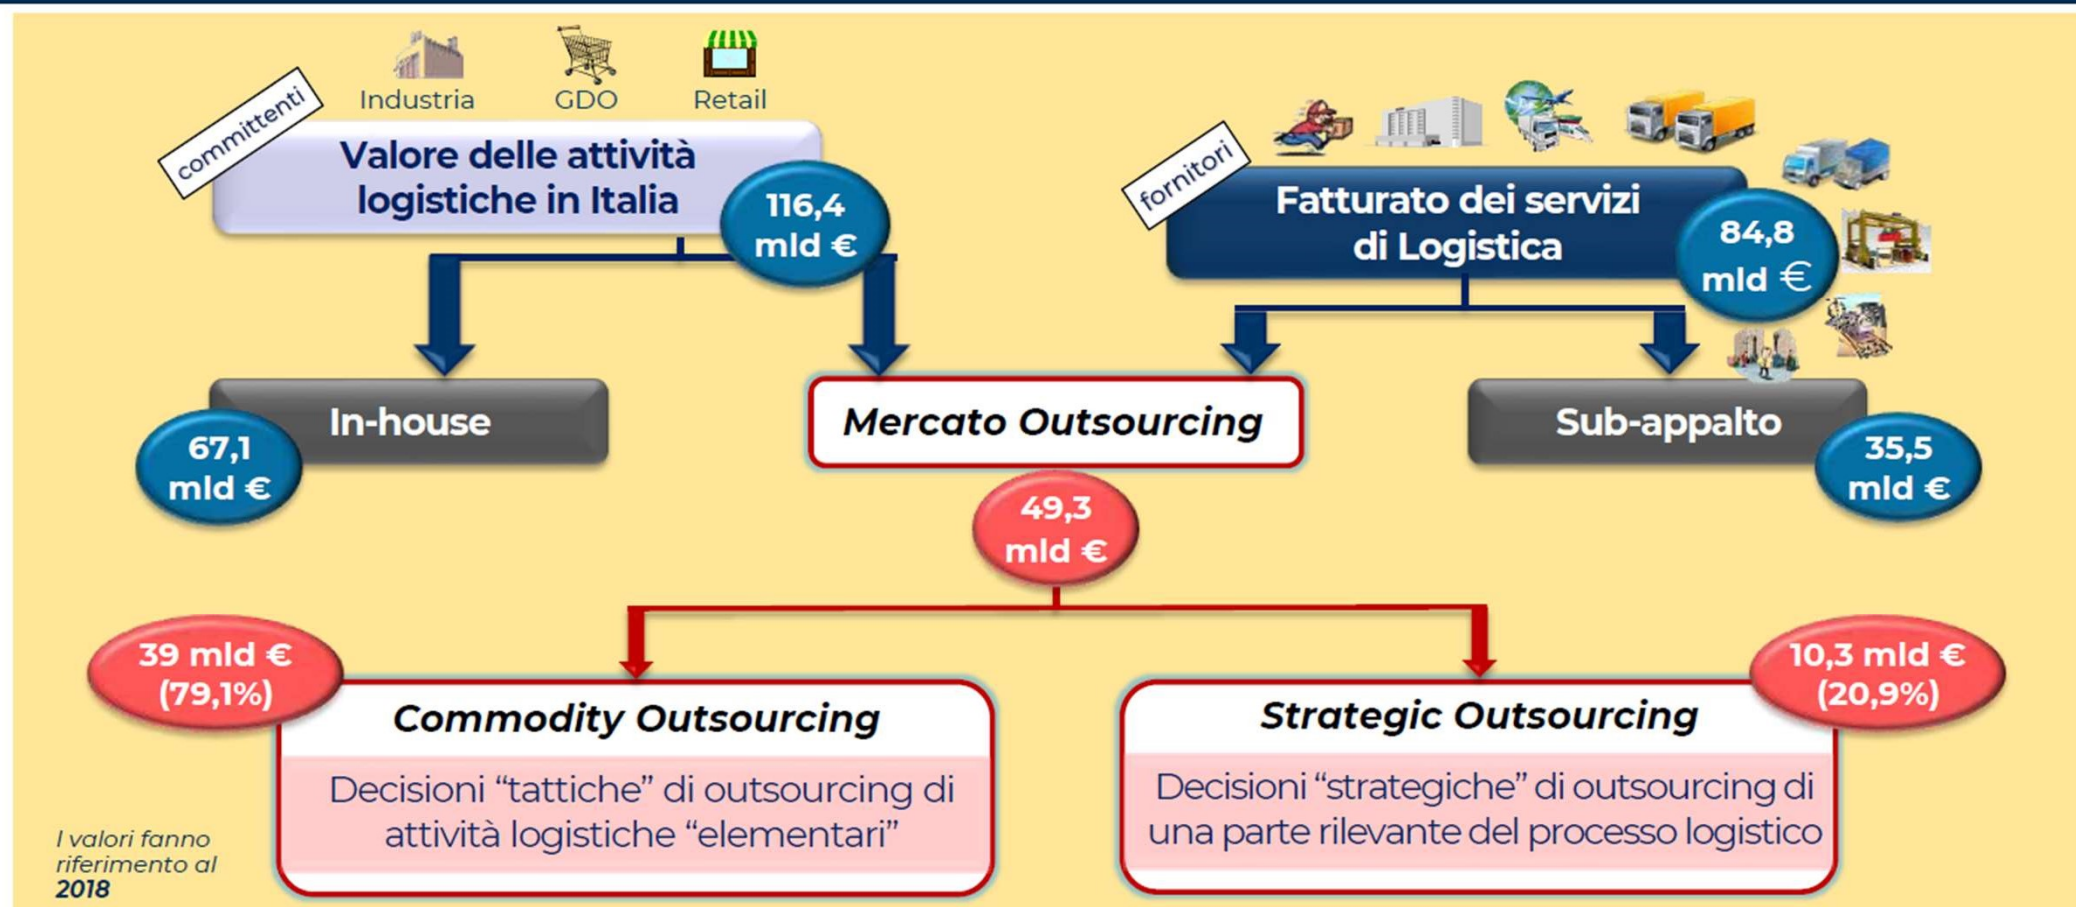 committenti
Industria
GDO
Retail
Valore delle attività
logistiche in Italia
116,4
mld €
fornitori
Fatturato dei servizi
di Logistica
84,8
mld €
In-house
67,1
mld €
Mercato Outsourcing
49,3
mld €
Sub-appalto
35,5
mld €
39 mld €
(79,1%)
Commodity Outsourcing
Decisioni “tattiche” di outsourcing di
attività logistiche “elementari”
10,3 mld €
(20,9%)
Strategic Outsourcing
Decisioni “strategiche” di outsourcing di
una parte rilevante del processo logistico
I valori fanno
riferimento al
2018